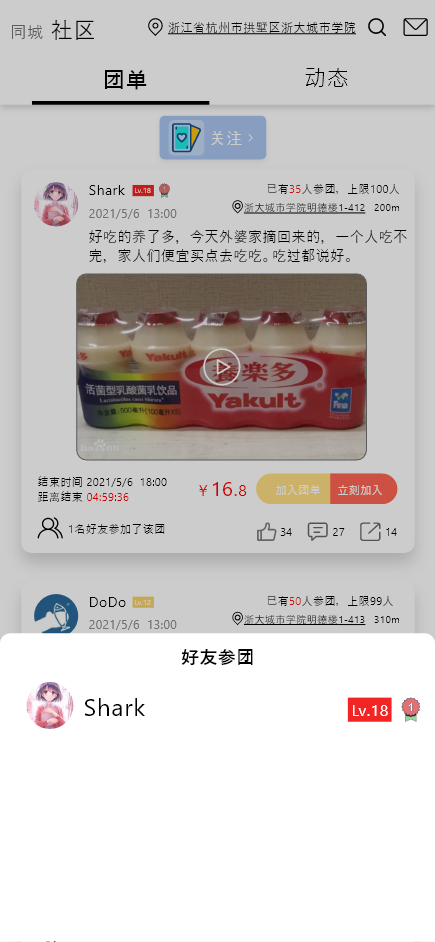 同城 社区
浙江省杭州市拱墅区浙大城市学院
团单
动态
关注
Shark Lv.18 1
已有35人参团，上限100人
2021/5/6 13:00
浙大城市学院明德楼1-412 200m
好吃的养了多，今天外婆家摘回来的，一个人吃不
完，家人们便宜买点去吃吃。吃过都说好。
Yakult
養楽多
Yakult
活菌型乳酸菌乳饮品
结束时间 2021/5/6 18:00
距离结束 04:59:36
￥16.8
加入团单
立刻加入
1名好友参加了该团
34
27
14
DoDo Lv.12
已有50人参团，上限99人
2021/5/6 13:00
浙大城市学院明德楼1-413 310m
好友参团
Shark
Lv.18 1